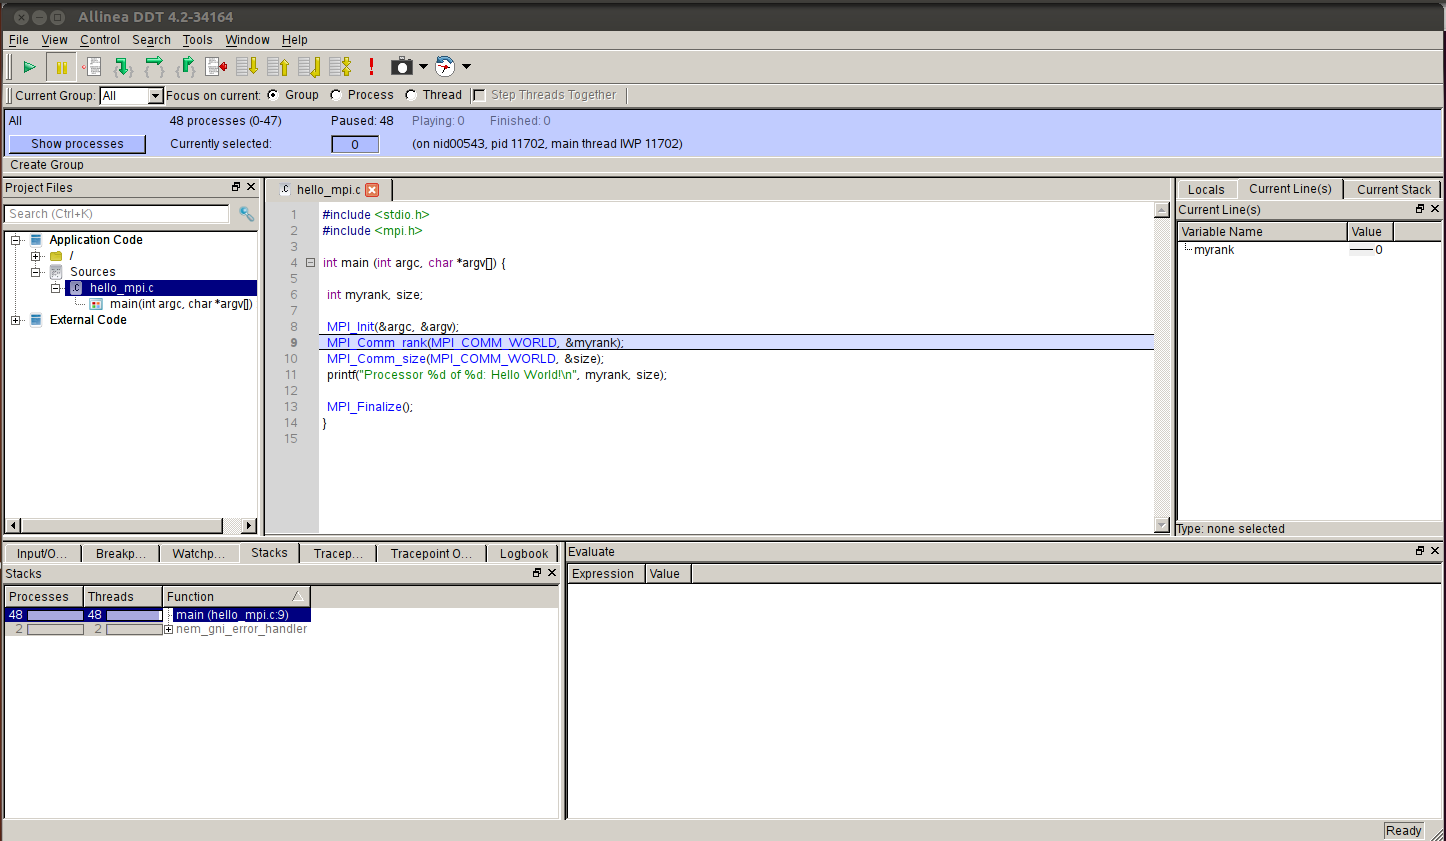 Allinea DDT 4.2-34164
File View Control Search Tools Window Help
Current Group: All Focus on current: Group Process Thread Step Threads Together
All 48 processes (0-47) Paused: 48 Playing: 0 Finished: 0
Show processes Currently selected: 0 (on nid00543, pid 11702, main thread lWP 11702)
Create Group
Project Files
Search (Ctrl+K)
Application Code
/
Sources
hello_mpi.c
main(int argc, char *argv[])
External Code
hello_mpi.c
1 #include <stdio.h>
2 #include <mpi.h>
3
4 int main (int argc, char *argv[]) {
5
6 int myrank, size;
7
8 MPI_Init(&argc, &argv);
9 MPI_Comm_rank(MPI_COMM_WORLD, &myrank);
10 MPI_Comm_size(MPI_COMM_WORLD, &size);
11 printf("Processor %d of %d: Hello World!\n", myrank, size);
12
13 MPI_Finalize();
14 }
15
Locals Current Line(s) Current Stack
Current Line(s)
Variable Name Value
myrank 0
Type: none selected
Input/O... Breakp... Watchp... Stacks Tracep... Tracepoint O... Logbook
Stacks
Processes Threads Function
48 48 main (hello_mpi.c:9)
2 2 nem_gni_error_handler
Evaluate
Expression Value
Ready